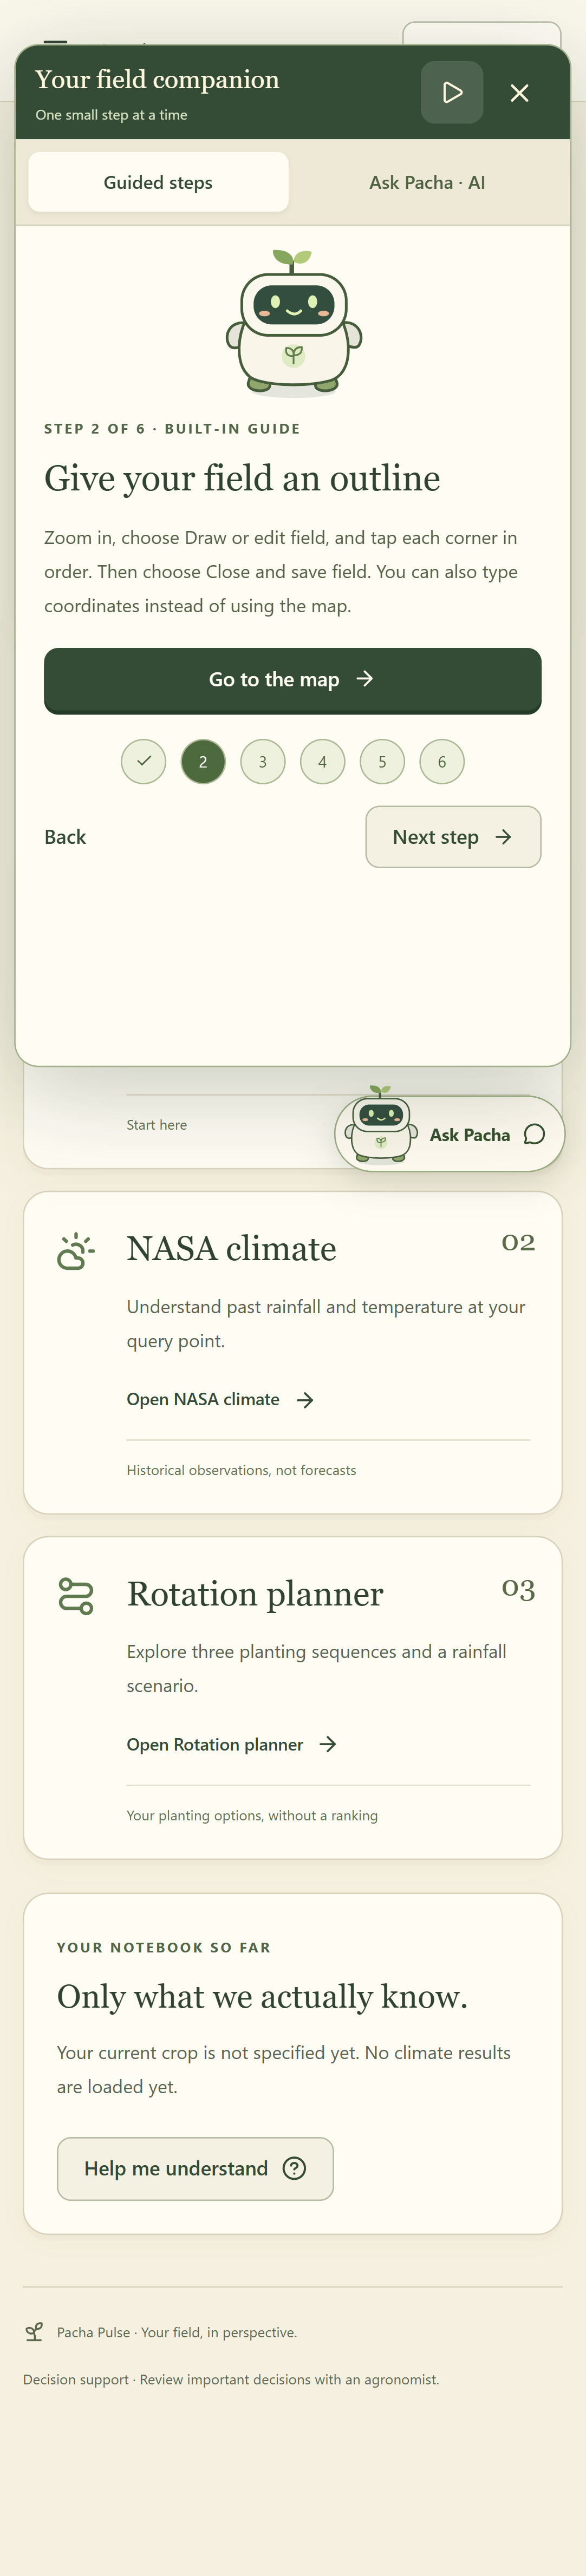 Your field companion
One small step at a time
Guided steps
Ask Pacha · AI
STEP 2 OF 6 · BUILT-IN GUIDE
Give your field an outline
Zoom in, choose Draw or edit field, and tap each corner in
order. Then choose Close and save field. You can also type
coordinates instead of using the map.
Go to the map
2
3
4
5
6
Back
Next step
Start here
Ask Pacha
NASA climate
02
Understand past rainfall and temperature at your
query point.
Open NASA climate
Historical observations, not forecasts
Rotation planner
03
Explore three planting sequences and a rainfall
scenario.
Open Rotation planner
Your planting options, without a ranking
YOUR NOTEBOOK SO FAR
Only what we actually know.
Your current crop is not specified yet. No climate results
are loaded yet.
Help me understand
Pacha Pulse · Your field, in perspective.
Decision support · Review important decisions with an agronomist.